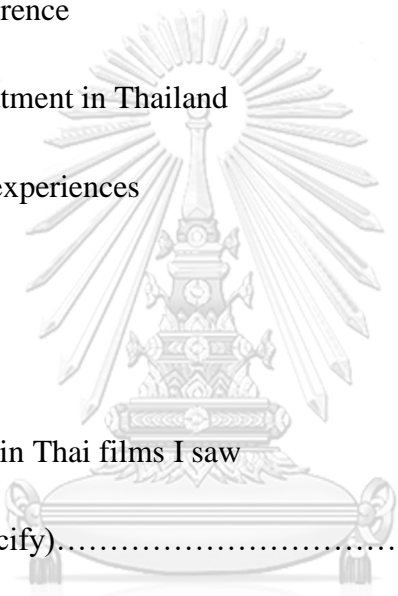 rence
tment in Thailand
experiences
in Thai films I saw
cify)……………………………